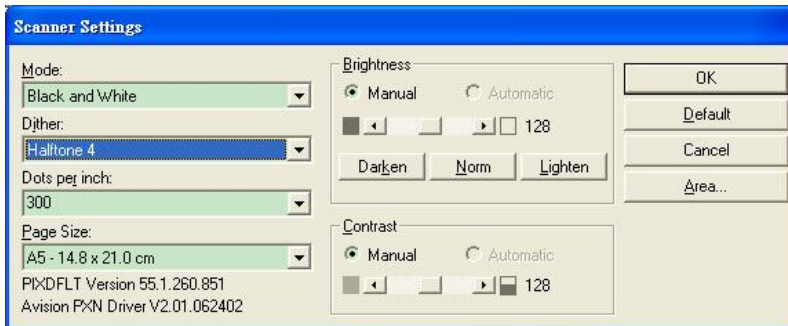 Scanner Settings
Mode:
Black and White
Dither:
Halftone 4
Dots per inch:
300
Page Size:
A5 - 14.8 x 21.0 cm
PIXDFLT Version 55.1.260.851
Avision PXN Driver V2.01.062402
Brightness
Manual Automatic
128
Darken Norm Lighten
Contrast
Manual Automatic
128
OK
Default
Cancel
Area...